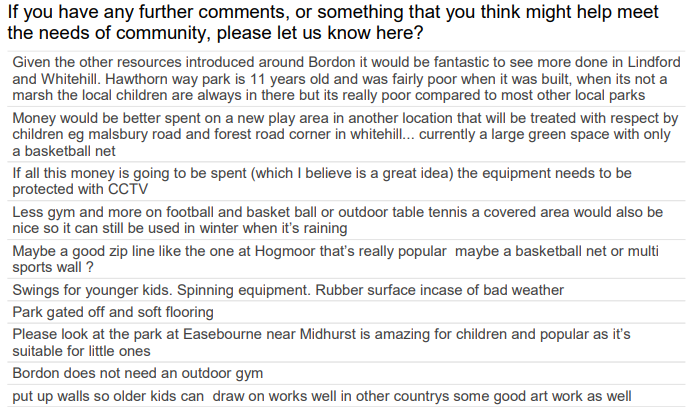 If you have any further comments, or something that you think might help meet
the needs of community, please let us know here?
Given the other resources introduced around Bordon it would be fantastic to see more done in Lindford
and Whitehill. Hawthorn way park is 11 years old and was fairly poor when it was built, when its not a
marsh the local children are always in there but its really poor compared to most other local parks
Money would be better spent on a new play area in another location that will be treated with respect by
children eg malsbury road and forest road corner in whitehill... currently a large green space with only
a basketball net
If all this money is going to be spent (which I believe is a great idea) the equipment needs to be
protected with CCTV
Less gym and more on football and basket ball or outdoor table tennis a covered area would also be
nice so it can still be used in winter when it's raining
Maybe a good zip line like the one at Hogmoor that's really popular  maybe a basketball net or multi
sports wall ?
Swings for younger kids. Spinning equipment. Rubber surface incase of bad weather
Park gated off and soft flooring
Please look at the park at Easebourne near Midhurst is amazing for children and popular as it's
suitable for little ones
Bordon does not need an outdoor gym
put up walls so older kids can  draw on works well in other countrys some good art work as well